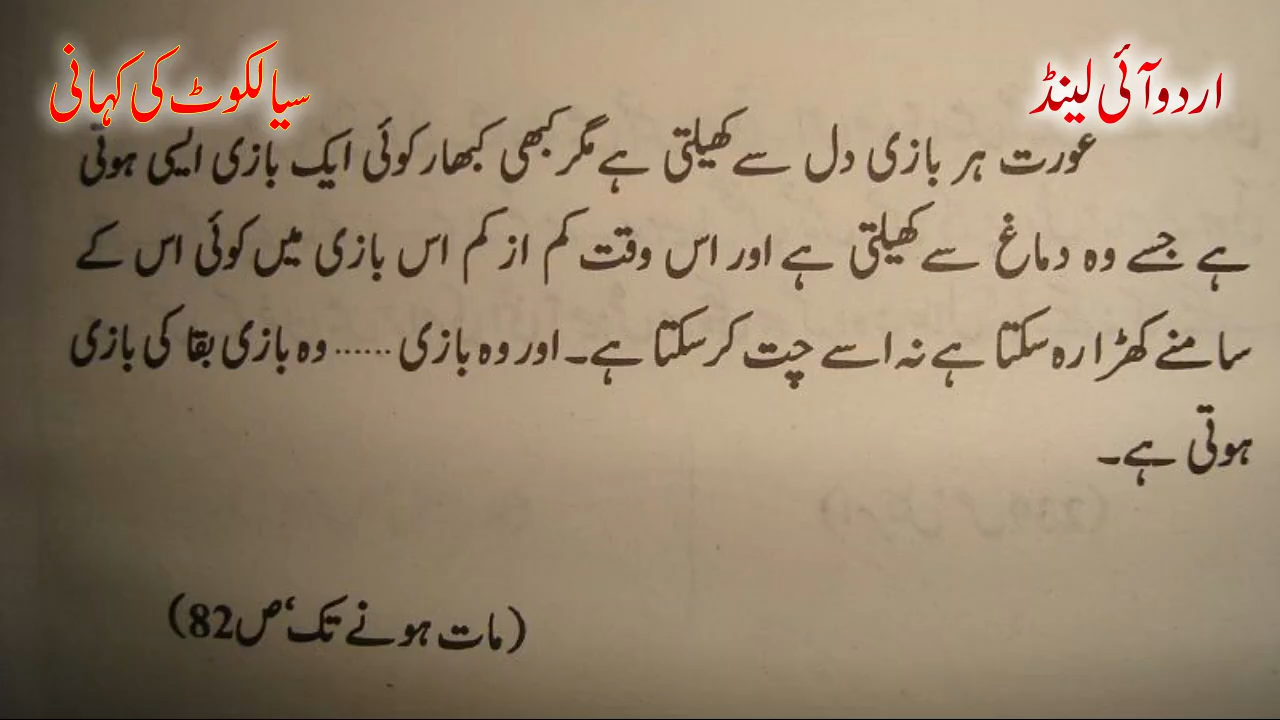 اردو آئی لینڈ
سیالکوٹ کی کہانی
عورت ہر بازی دل سے کھیلتی ہے مگر کبھی کبھار کوئی ایک بازی ایسی ہوتی
ہے جسے وہ دماغ سے کھیلتی ہے اور اس وقت کم از کم اس بازی میں کوئی اس کے
سامنے کھڑا رہ سکتا ہے نہ اسے چت کر سکتا ہے۔ اور وہ بازی ...... وہ بازی بقا کی بازی
ہوتی ہے۔
(مات ہونے تک‘ ص82)